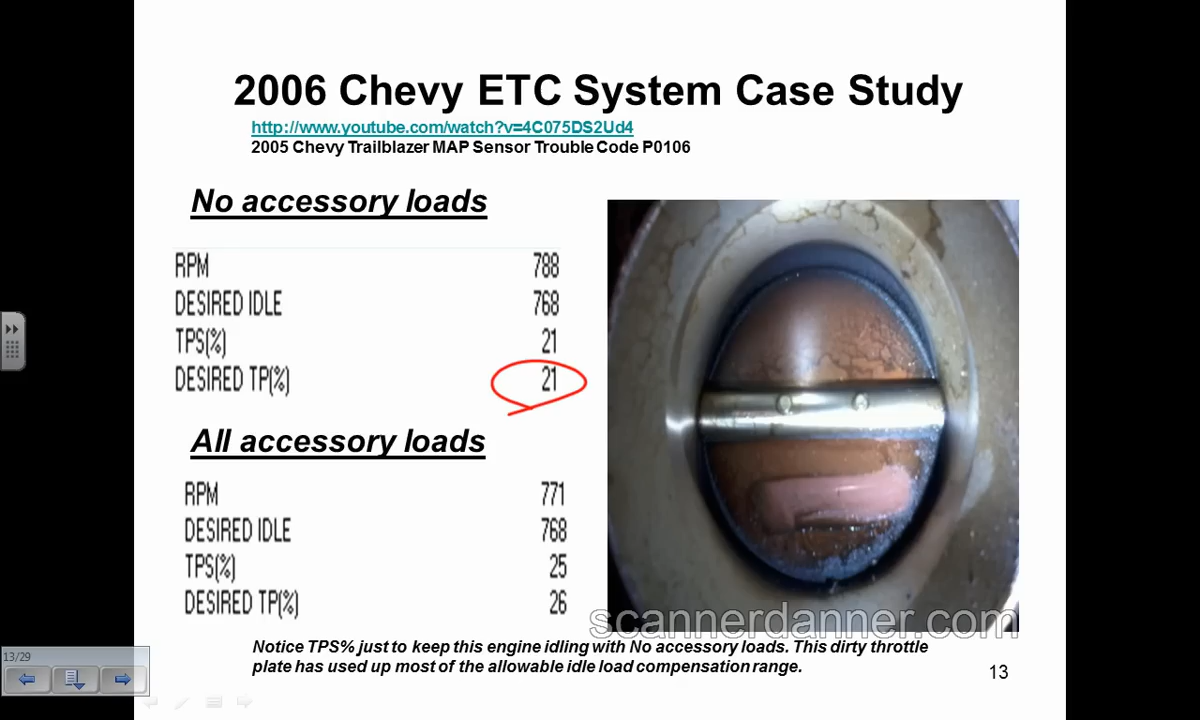 2006 Chevy ETC System Case Study
http://www.youtube.com/watch?v=4C075DS2Ud4
2005 Chevy Trailblazer MAP Sensor Trouble Code P0106
No accessory loads
RPM 788
DESIRED IDLE 768
TPS(%) 21
DESIRED TP(%) 21
All accessory loads
RPM 771
DESIRED IDLE 768
TPS(%) 25
DESIRED TP(%) 26
scannerdanner.com
Notice TPS% just to keep this engine idling with No accessory loads. This dirty throttle
plate has used up most of the allowable idle load compensation range.
13
13/29